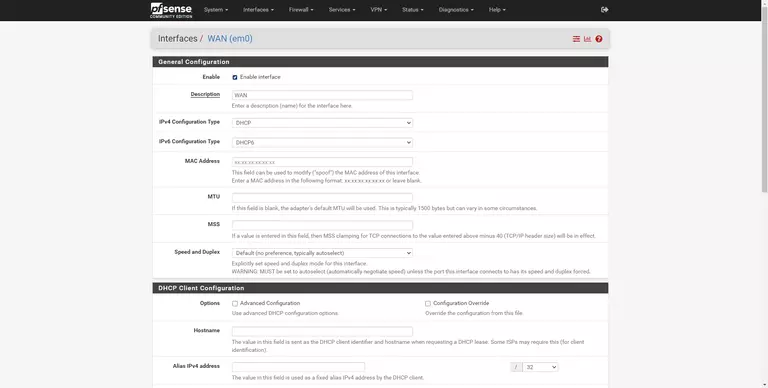 pfsense
COMMUNITY EDITION
System Interfaces Firewall Services VPN Status Diagnostics Help
Interfaces / WAN (em0)
General Configuration
Enable Enable interface
Description WAN
Enter a description (name) for the interface here.
IPv4 Configuration Type DHCP
IPv6 Configuration Type DHCP6
MAC Address xx:xx:xx:xx:xx:xx
This field can be used to modify ("spoof") the MAC address of this interface.
Enter a MAC address in the following format: xx:xx:xx:xx:xx:xx or leave blank.
MTU
If this field is blank, the adapter's default MTU will be used. This is typically 1500 bytes but can vary in some circumstances.
MSS
If a value is entered in this field, then MSS clamping for TCP connections to the value entered above minus 40 (TCP/IP header size) will be in effect.
Speed and Duplex Default (no preference, typically autoselect)
Explicitly set speed and duplex mode for this interface.
WARNING: MUST be set to autoselect (automatically negotiate speed) unless the port this interface connects to has its speed and duplex forced.
DHCP Client Configuration
Options Advanced Configuration Configuration Override
Use advanced DHCP configuration options. Override the configuration from this file.
Hostname
The value in this field is sent as the DHCP client identifier and hostname when requesting a DHCP lease. Some ISPs may require this (for client
identification).
Alias IPv4 address / 32
The value in this field is used as a fixed alias IPv4 address by the DHCP client.